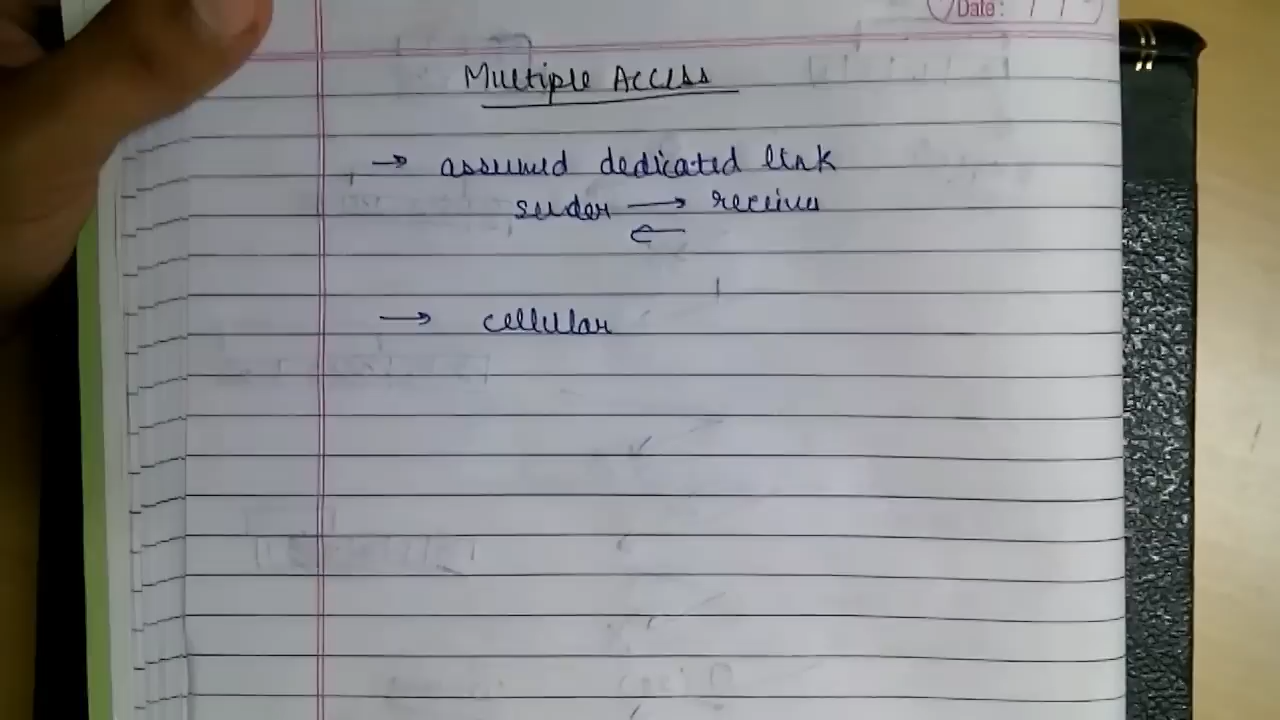 Date: / /
Multiple Access
→ assumed dedicated link
sender → receiver
←
→ cellular